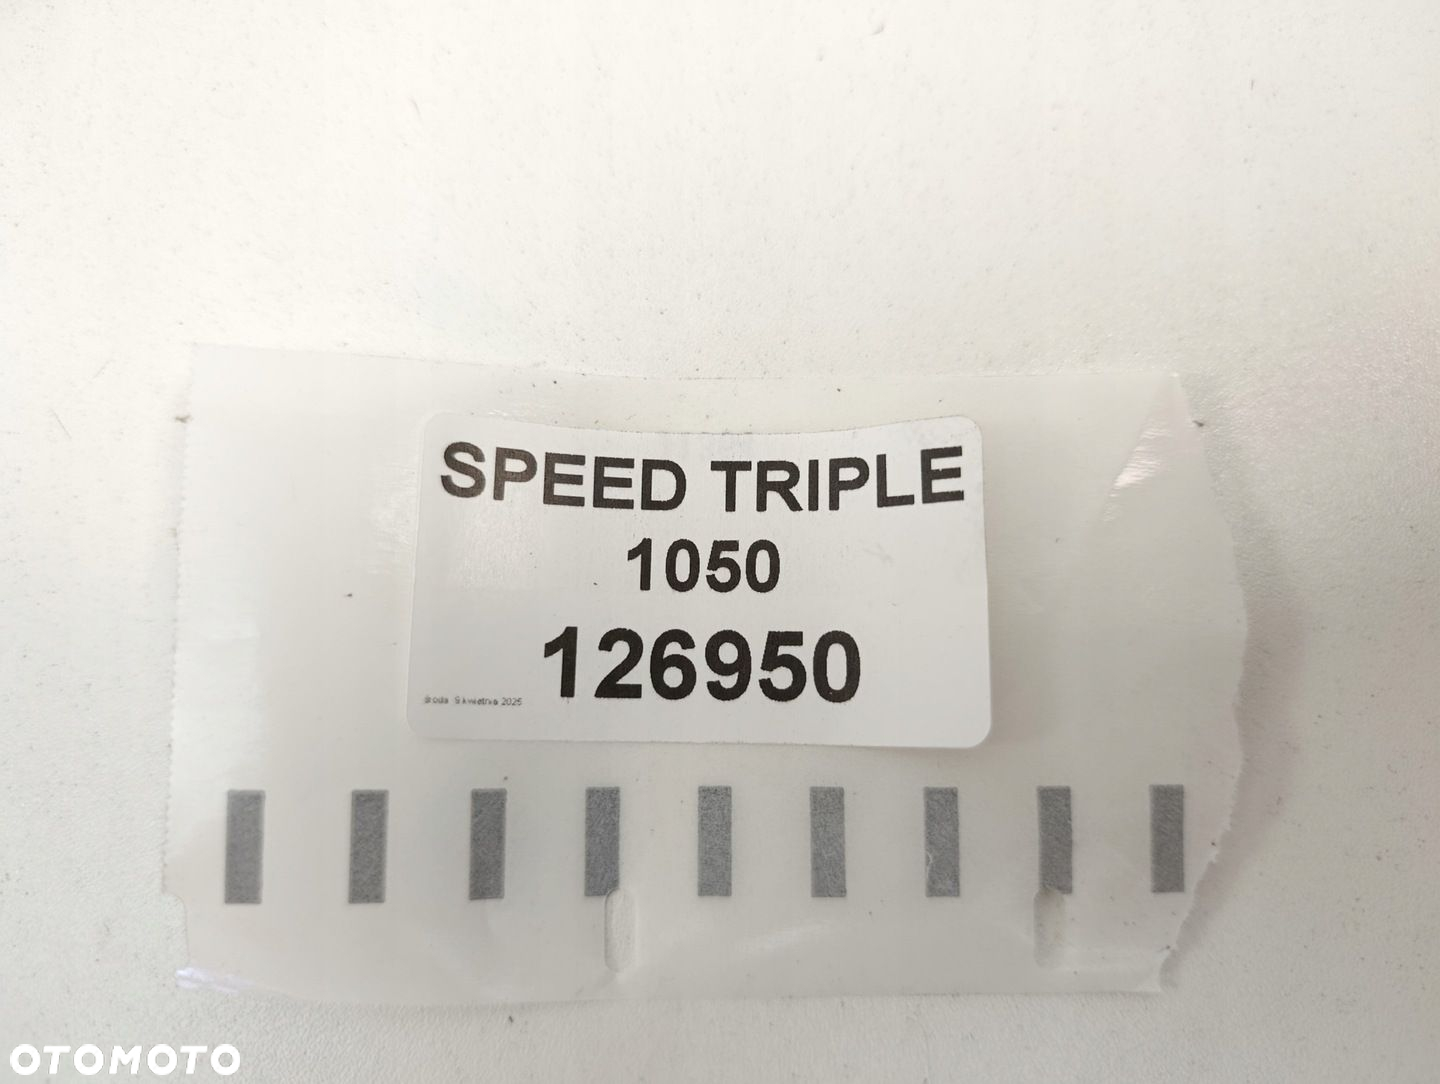 SPEED TRIPLE
1050
126950
środa 9 kwietnia 2025
OTOMOTO